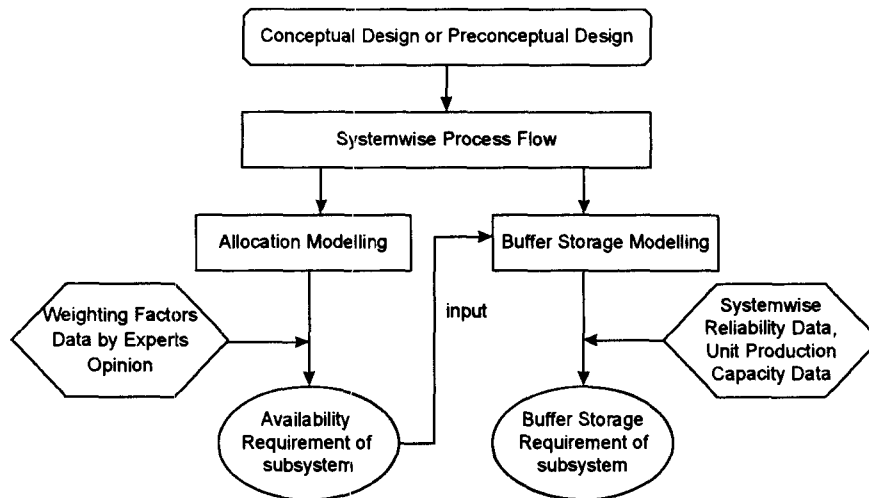 Conceptual Design or Preconceptual Design
Systemwise Process Flow
Allocation Modelling
Buffer Storage Modelling
Weighting Factors
Data by Experts
Opinion
input
Systemwise
Reliability Data,
Unit Production
Capacity Data
Availability
Requirement of
subsystem
Buffer Storage
Requirement of
subsystem